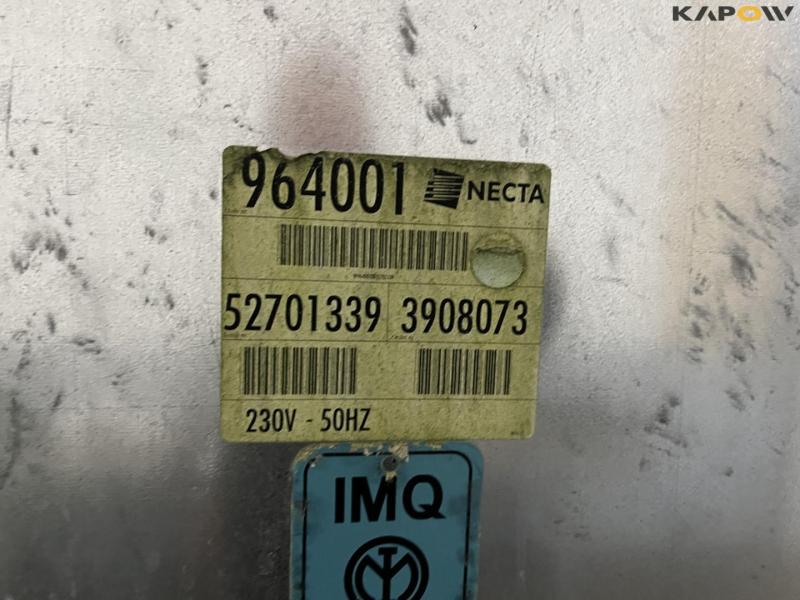 KAPOW
964001 NECTA
52701339 3908073
230V - 50HZ
IMQ